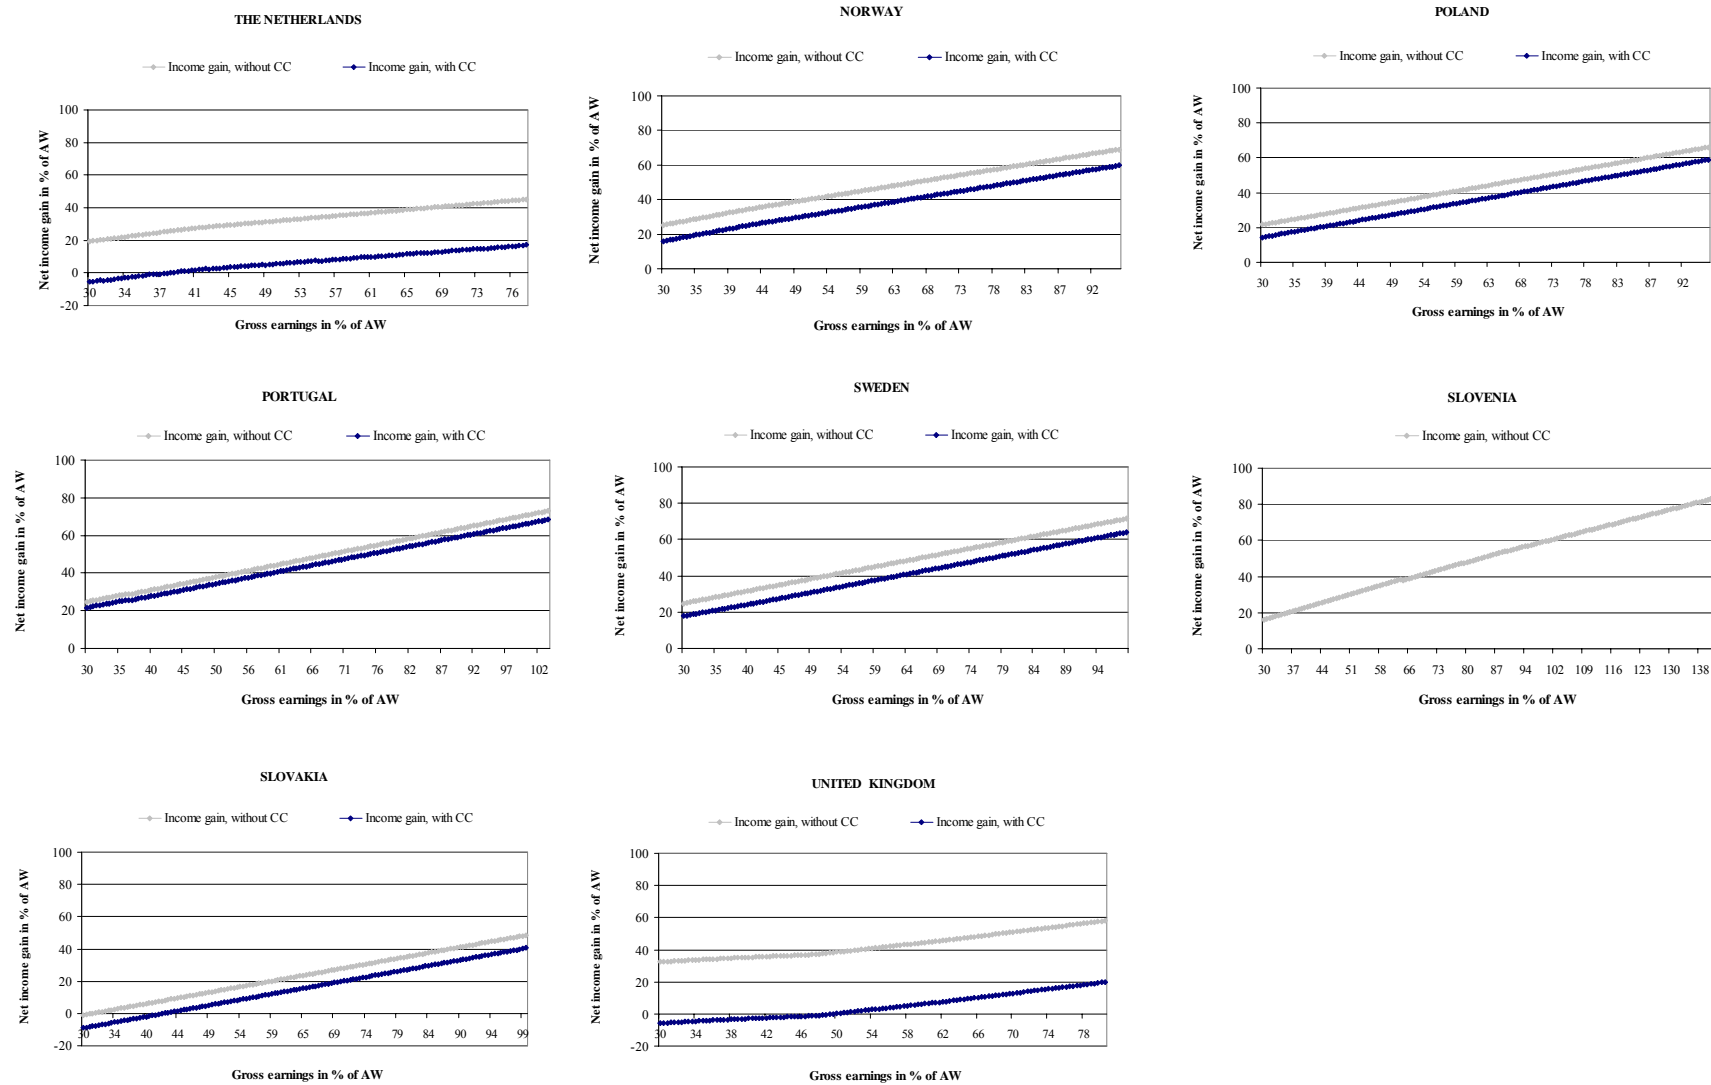 THE NETHERLANDS
Income gain, without CC Income gain, with CC
Net income gain in % of AW
100
80
60
40
20
0
-20
30 34 37 41 45 49 53 57 61 65 69 73 76
Gross earnings in % of AW
NORWAY
Income gain, without CC Income gain, with CC
Net income gain in % of AW
100
80
60
40
20
0
30 34 39 44 49 54 59 63 68 73 78 83 87 92
Gross earnings in % of AW
POLAND
Income gain, without CC Income gain, with CC
Net income gain in % of AW
100
80
60
40
20
0
30 35 39 44 49 54 59 63 68 73 78 83 87 92
Gross earnings in % of AW
PORTUGAL
Income gain, without CC Income gain, with CC
Net income gain in % of AW
100
80
60
40
20
0
30 35 40 45 50 56 61 66 71 76 82 87 92 97 102
Gross earnings in % of AW
SWEDEN
Income gain, without CC Income gain, with CC
Net income gain in % of AW
100
80
60
40
20
0
30 35 40 44 49 54 59 64 69 74 79 84 89 94
Gross earnings in % of AW
SLOVENIA
Income gain, without CC
Net income gain in % of AW
100
80
60
40
20
0
30 37 44 51 58 66 73 80 87 94 102 109 116 123 130 138
Gross earnings in % of AW
SLOVAKIA
Income gain, without CC Income gain, with CC
Net income gain in % of AW
100
80
60
40
20
0
-20
30 34 40 44 49 54 59 64 69 74 79 84 90 94 99
Gross earnings in % of AW
UNITED KINGDOM
Income gain, without CC Income gain, with CC
Net income gain in % of AW
100
80
60
40
20
0
-20
30 34 38 42 46 50 54 58 62 66 70 74 78
Gross earnings in % of AW